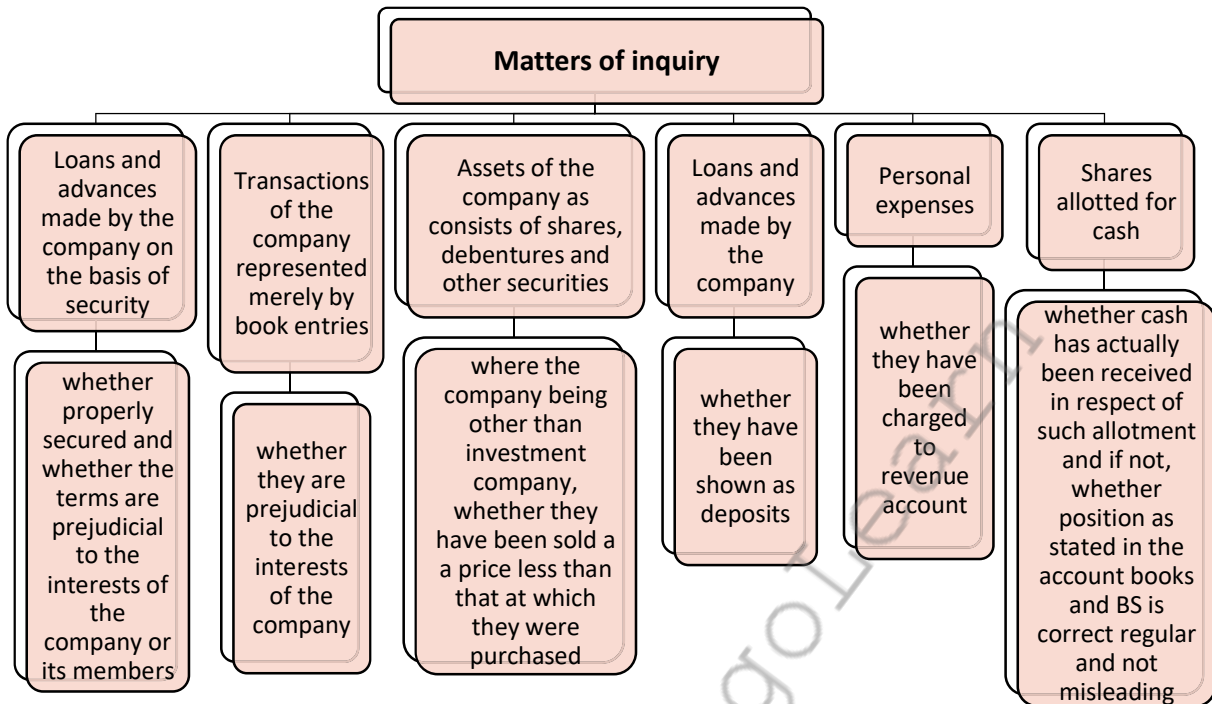 Matters of inquiry
Loans and
advances
made by the
company on
the basis of
security
whether
properly
secured and
whether the
terms are
prejudicial
to the
interests of
the
company or
its members
Transactions
of the
company
represented
merely by
book entries
whether
they are
prejudicial
to the
interests
of the
company
Assets of the
company as
consists of shares,
debentures and
other securities
where the
company being
other than
investment
company,
whether they
have been sold a
a price less than
that at which
they were
purchased
Loans and
advances
made by
the
company
whether
they have
been
shown as
deposits
Personal
expenses
whether
they have
been
charged
to
revenue
account
Shares
allotted for
cash
whether cash
has actually
been received
in respect of
such allotment
and if not,
whether
position as
stated in the
account books
and BS is
correct regular
and not
misleading
goLearn